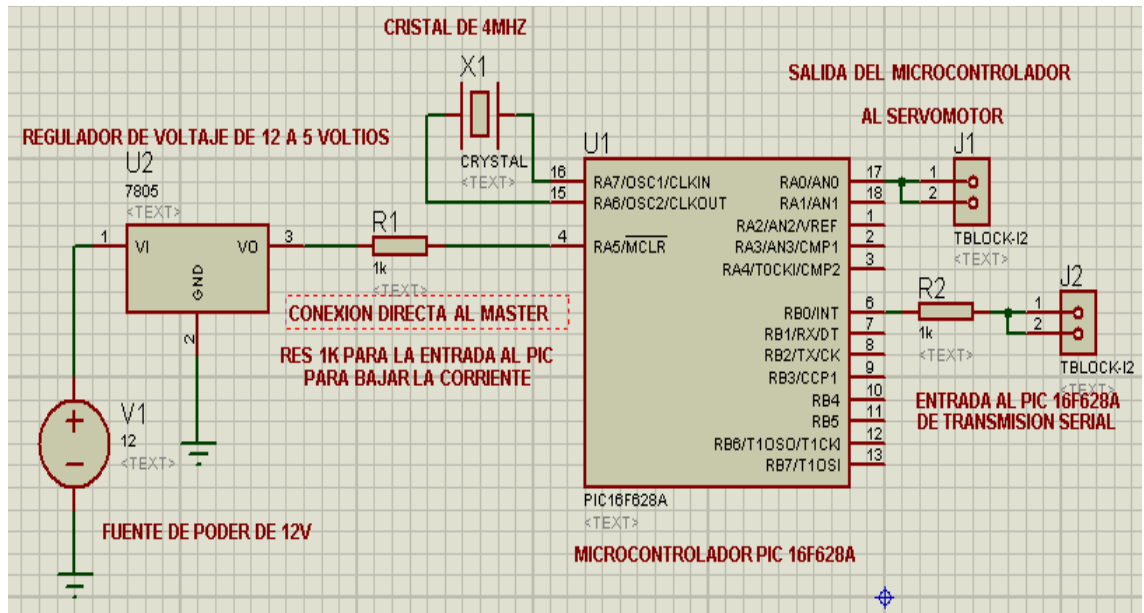 CRISTAL DE 4MHZ
X1
CRYSTAL
<TEXT>
SALIDA DEL MICROCONTROLADOR
AL SERVOMOTOR
REGULADOR DE VOLTAJE DE 12 A 5 VOLTIOS
U2
7805
<TEXT>
1
VI
VO
3
GND
2
R1
1k
<TEXT>
CONEXION DIRECTA AL MASTER
RES 1K PARA LA ENTRADA AL PIC
PARA BAJAR LA CORRIENTE
V1
12
<TEXT>
FUENTE DE PODER DE 12V
U1
16 RA7/OSC1/CLKIN
15 RA6/OSC2/CLKOUT
4 RA5/MCLR
RA0/AN0 17
RA1/AN1 18
RA2/AN2/VREF 1
RA3/AN3/CMP1 2
RA4/T0CKI/CMP2 3
RB0/INT 6
RB1/RX/DT 7
RB2/TX/CK 8
RB3/CCP1 9
RB4 10
RB5 11
RB6/T1OSO/T1CKI 12
RB7/T1OSI 13
PIC16F628A
<TEXT>
MICROCONTROLADOR PIC 16F628A
J1
1
2
TBLOCK-I2
<TEXT>
R2
1k
<TEXT>
J2
1
2
TBLOCK-I2
<TEXT>
ENTRADA AL PIC 16F628A
DE TRANSMISION SERIAL